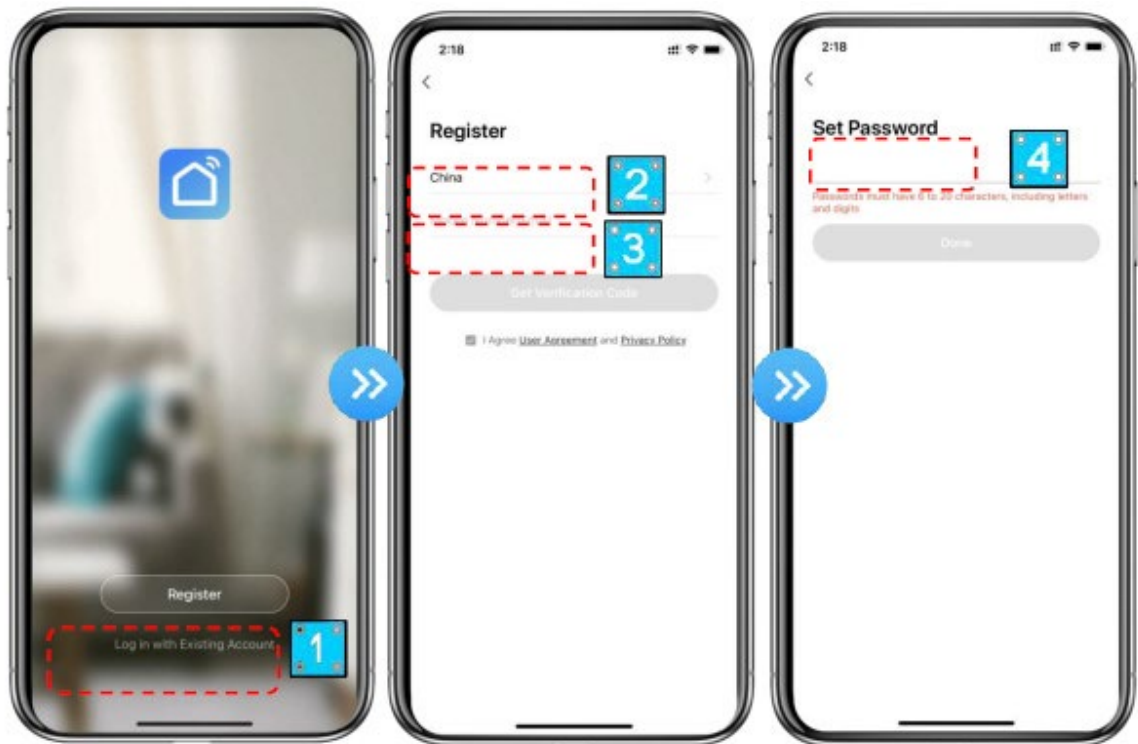 Register
Log in with Existing Account
1
2:18
Register
China
2
3
Get Verification Code
I Agree User Agreement and Privacy Policy
2:18
Set Password
4
Passwords must have 6 to 20 characters, including letters
and digits
Done